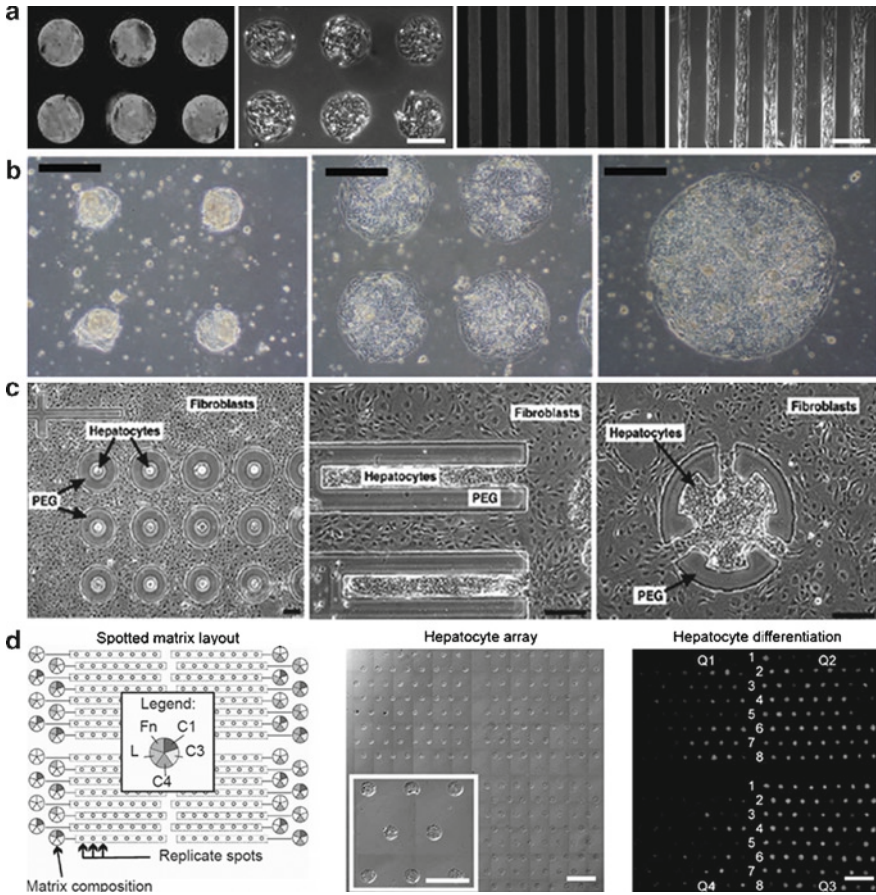 a
b
c
Fibroblasts
Hepatocytes
PEG
Fibroblasts
Hepatocytes
PEG
Fibroblasts
Hepatocytes
PEG
d
Spotted matrix layout
Legend:
Fn
C1
L
C3
C4
Replicate spots
Matrix composition
Hepatocyte array
Hepatocyte differentiation
Q1
1
Q2
2
3
4
5
6
7
8
1
2
3
4
5
6
7
Q4
8
Q3